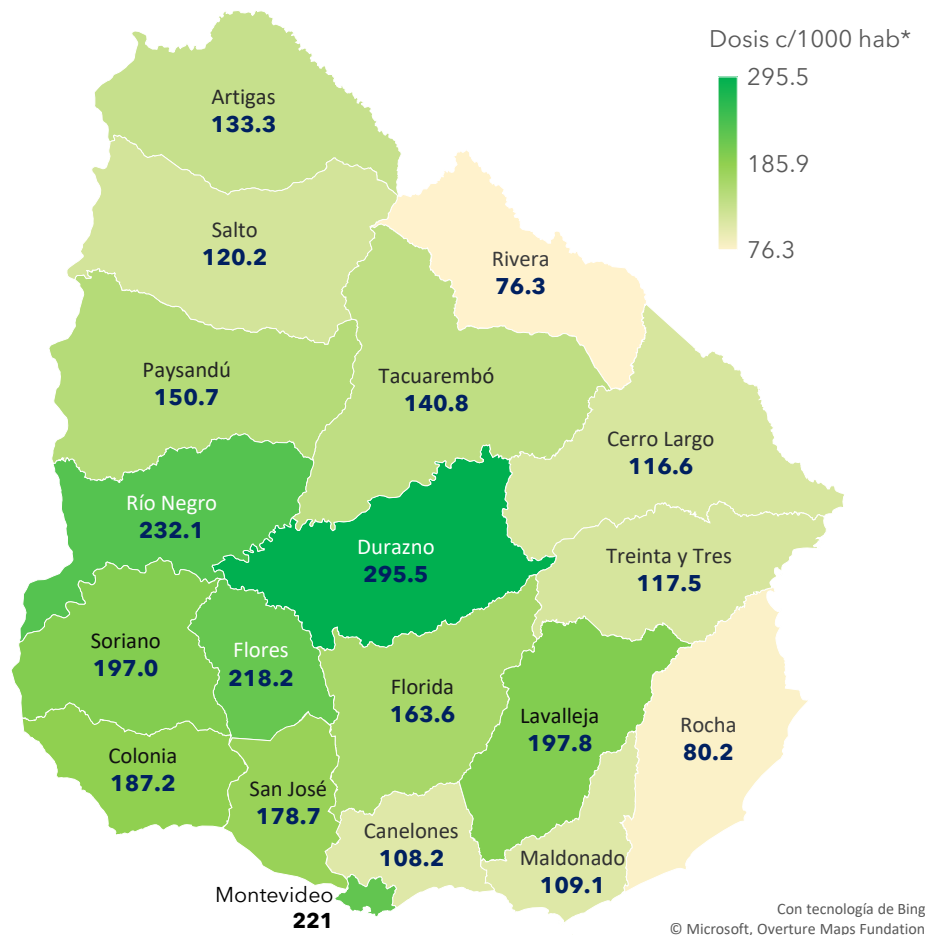 Dosis c/1000 hab*
295.5
185.9
76.3
Artigas
133.3
Salto
120.2
Rivera
76.3
Paysandú
150.7
Tacuarembó
140.8
Cerro Largo
116.6
Río Negro
232.1
Durazno
295.5
Treinta y Tres
117.5
Soriano
197.0
Flores
218.2
Florida
163.6
Lavalleja
197.8
Rocha
80.2
Colonia
187.2
San José
178.7
Canelones
108.2
Maldonado
109.1
Montevideo
221
Con tecnología de Bing
© Microsoft, Overture Maps Fundation